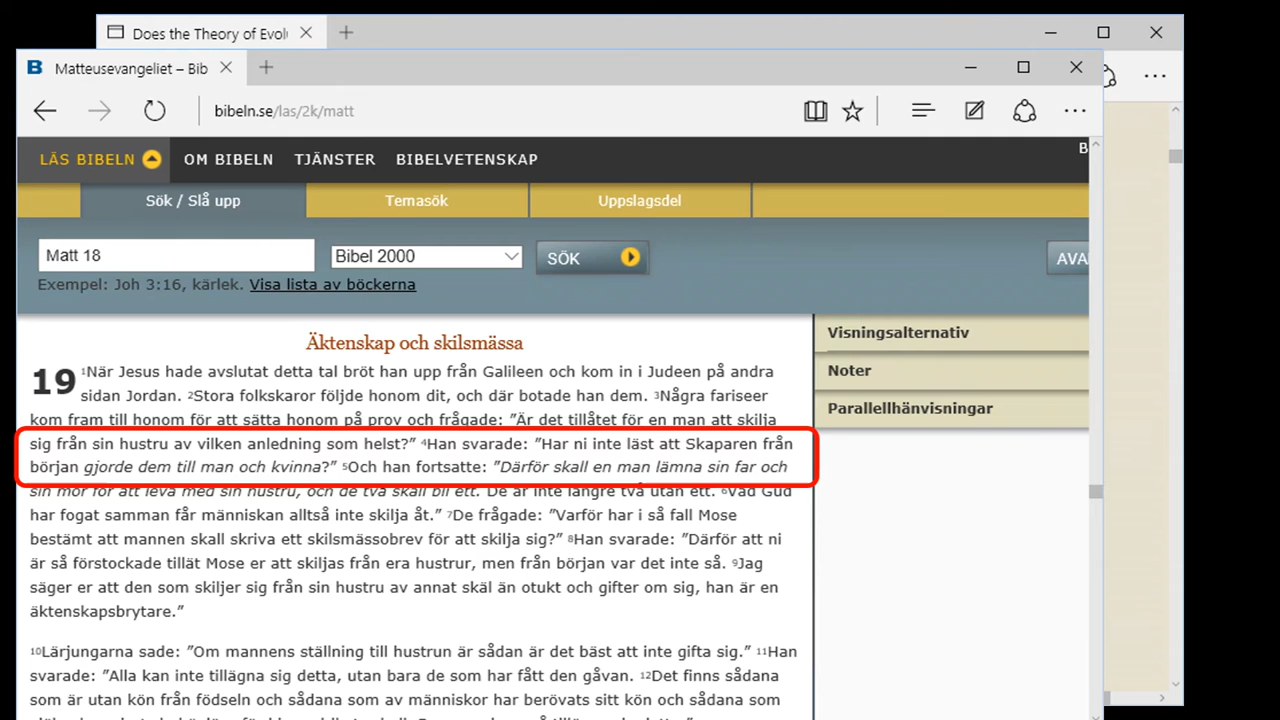 Does the Theory of Evol
Matteusevangeliet – Bib
bibeln.se/las/2k/matt
LÄS BIBELN OM BIBELN TJÄNSTER BIBELVETENSKAP B
Sök / Slå upp Temasök Uppslagsdel
Matt 18 Bibel 2000 SÖK AVA
Exempel: Joh 3:16, kärlek. Visa lista av böckerna
Äktenskap och skilsmässa
Visningsalternativ
Noter
Parallellhänvisningar
19 1När Jesus hade avslutat detta tal bröt han upp från Galileen och kom in i Judeen på andra
sidan Jordan. 2Stora folkskaror följde honom dit, och där botade han dem. 3Några fariseer
kom fram till honom för att sätta honom på prov och frågade: ”Är det tillåtet för en man att skilja
sig från sin hustru av vilken anledning som helst?” 4Han svarade: ”Har ni inte läst att Skaparen från
början gjorde dem till man och kvinna?” 5Och han fortsatte: ”Därför skall en man lämna sin far och
sin mor för att leva med sin hustru, och de två skall bli ett. De är inte längre två utan ett. 6Vad Gud
har fogat samman får människan alltså inte skilja åt.” 7De frågade: ”Varför har i så fall Mose
bestämt att mannen skall skriva ett skilsmässobrev för att skilja sig?” 8Han svarade: ”Därför att ni
är så förstockade tillät Mose er att skiljas från era hustrur, men från början var det inte så. 9Jag
säger er att den som skiljer sig från sin hustru av annat skäl än otukt och gifter om sig, han är en
äktenskapsbrytare.”
10Lärjungarna sade: ”Om mannens ställning till hustrun är sådan är det bäst att inte gifta sig.” 11Han
svarade: ”Alla kan inte tillägna sig detta, utan bara de som har fått den gåvan. 12Det finns sådana
som är utan kön från födseln och sådana som av människor har berövats sitt kön och sådana som